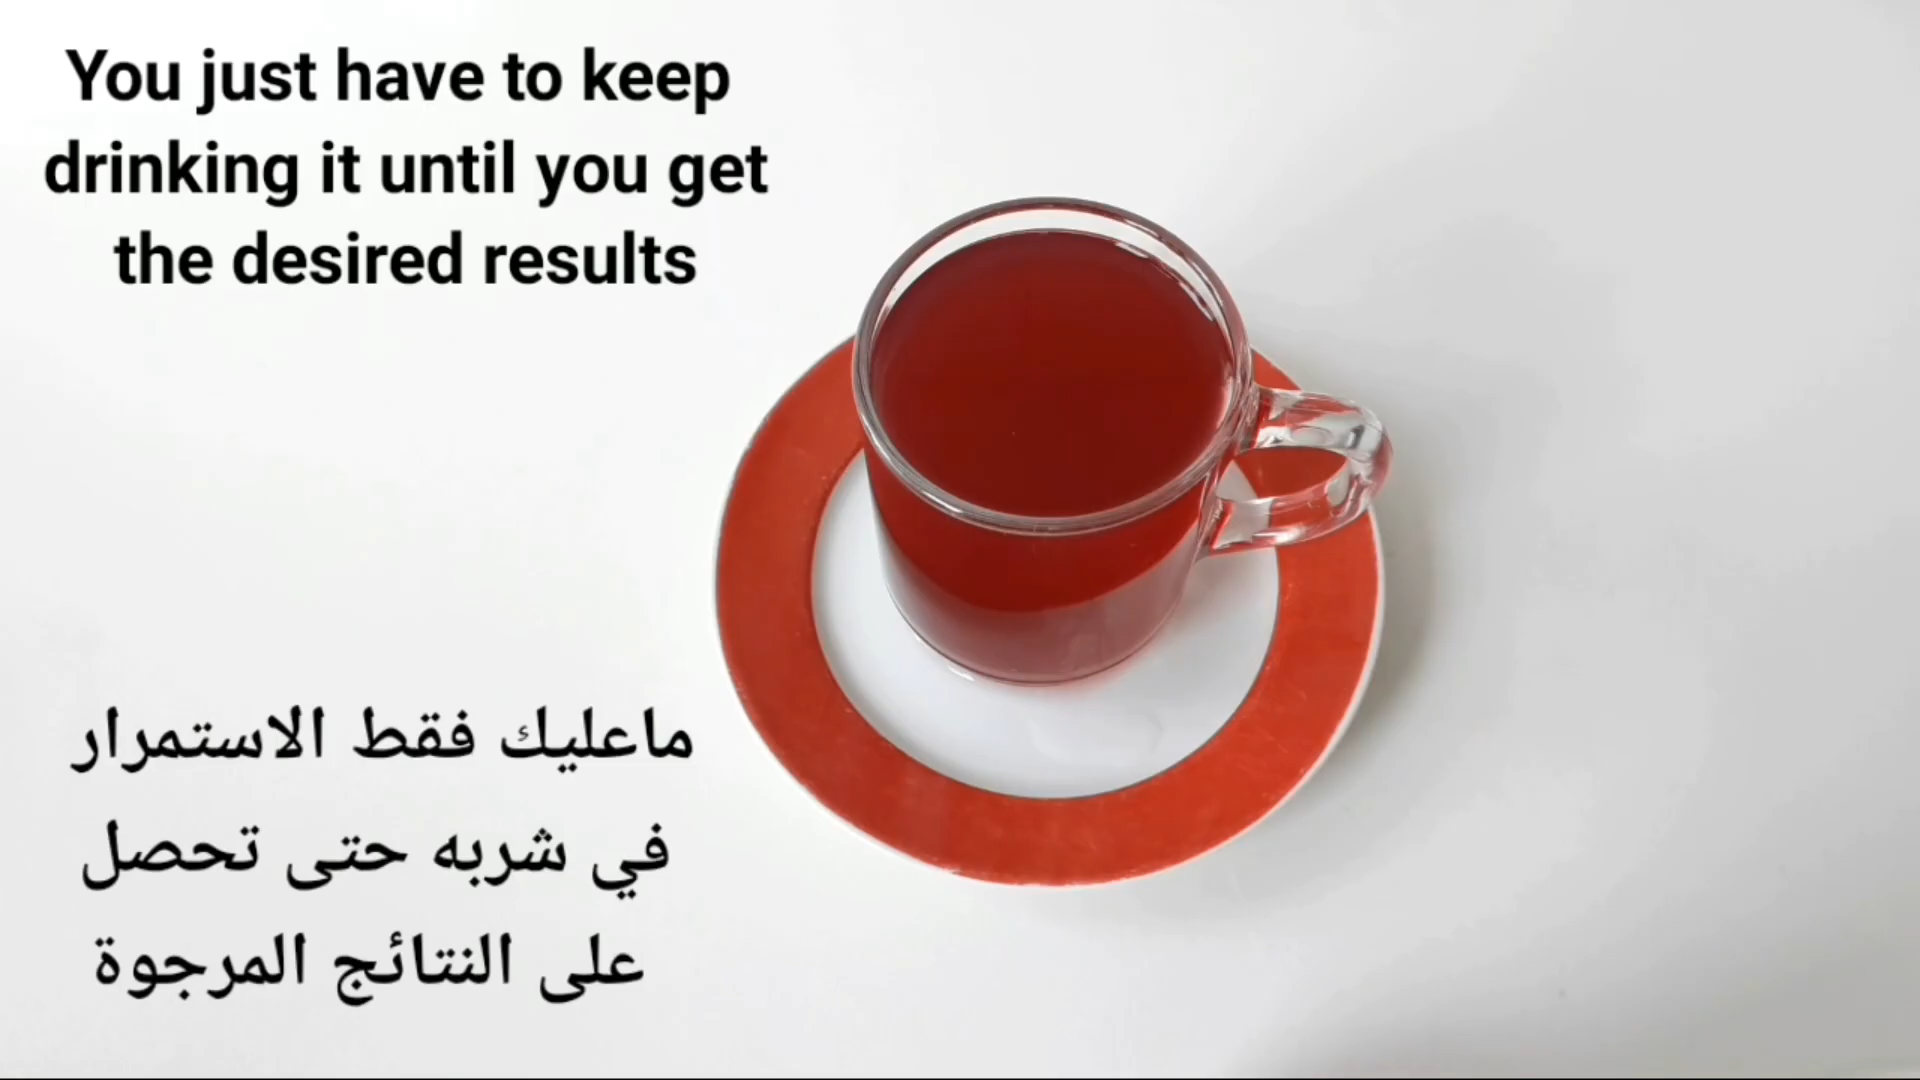 You just have to keep
drinking it until you get
the desired results
ماعليك فقط الاستمرار
في شربه حتى تحصل
على النتائج المرجوة